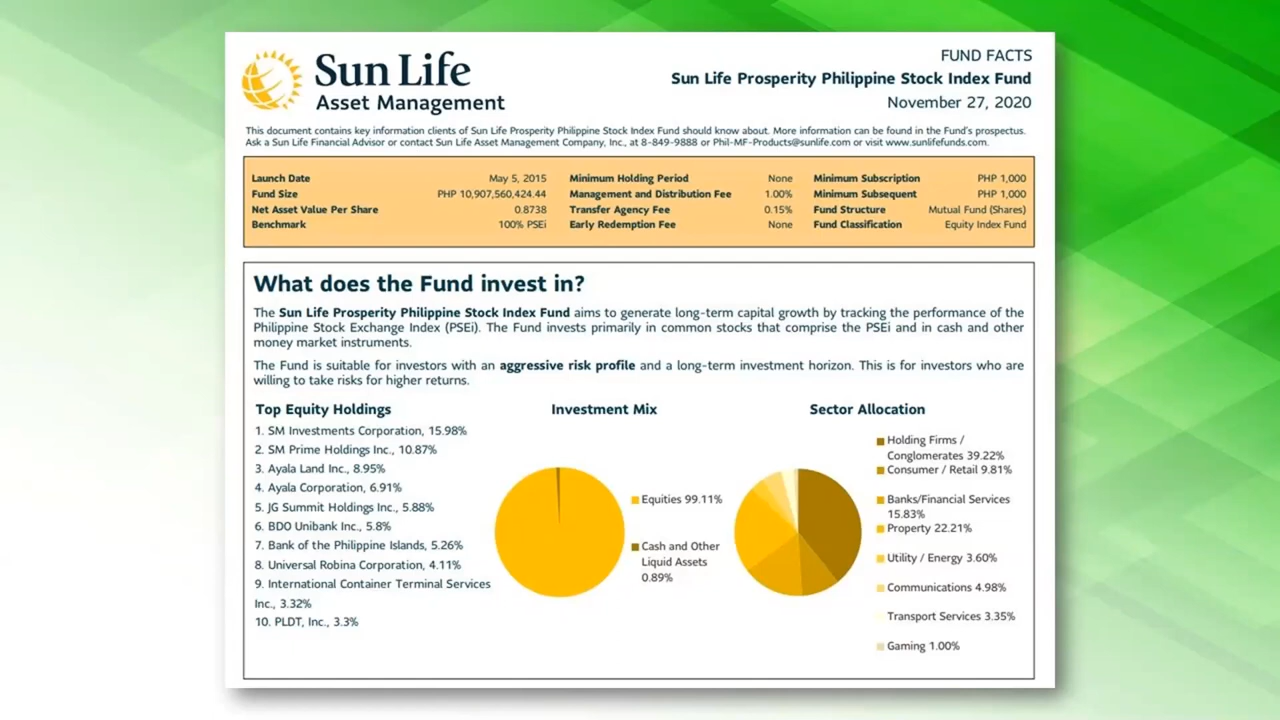 Sun Life
Asset Management
FUND FACTS
Sun Life Prosperity Philippine Stock Index Fund
November 27, 2020
This document contains key information clients of Sun Life Prosperity Philippine Stock Index Fund should know about. More information can be found in the Fund's prospectus.
Ask a Sun Life Financial Advisor or contact Sun Life Asset Management Company, Inc., at 8-849-9888 or Phil-MF-Products@sunlife.com or visit www.sunlifefunds.com.
Launch Date May 5, 2015 Minimum Holding Period None Minimum Subscription PHP 1,000
Fund Size PHP 10,907,560,424.44 Management and Distribution Fee 1.00% Minimum Subsequent PHP 1,000
Net Asset Value Per Share 0.8738 Transfer Agency Fee 0.15% Fund Structure Mutual Fund (Shares)
Benchmark 100% PSEi Early Redemption Fee None Fund Classification Equity Index Fund
What does the Fund invest in?
The Sun Life Prosperity Philippine Stock Index Fund aims to generate long-term capital growth by tracking the performance of the
Philippine Stock Exchange Index (PSEi). The Fund invests primarily in common stocks that comprise the PSEi and in cash and other
money market instruments.
The Fund is suitable for investors with an aggressive risk profile and a long-term investment horizon. This is for investors who are
willing to take risks for higher returns.
Top Equity Holdings
1. SM Investments Corporation, 15.98%
2. SM Prime Holdings Inc., 10.87%
3. Ayala Land Inc., 8.95%
4. Ayala Corporation, 6.91%
5. JG Summit Holdings Inc., 5.88%
6. BDO Unibank Inc., 5.8%
7. Bank of the Philippine Islands, 5.26%
8. Universal Robina Corporation, 4.11%
9. International Container Terminal Services
Inc., 3.32%
10. PLDT, Inc., 3.3%
Investment Mix
Equities 99.11%
Cash and Other
Liquid Assets
0.89%
Sector Allocation
Holding Firms /
Conglomerates 39.22%
Consumer / Retail 9.81%
Banks/Financial Services
15.83%
Property 22.21%
Utility / Energy 3.60%
Communications 4.98%
Transport Services 3.35%
Gaming 1.00%